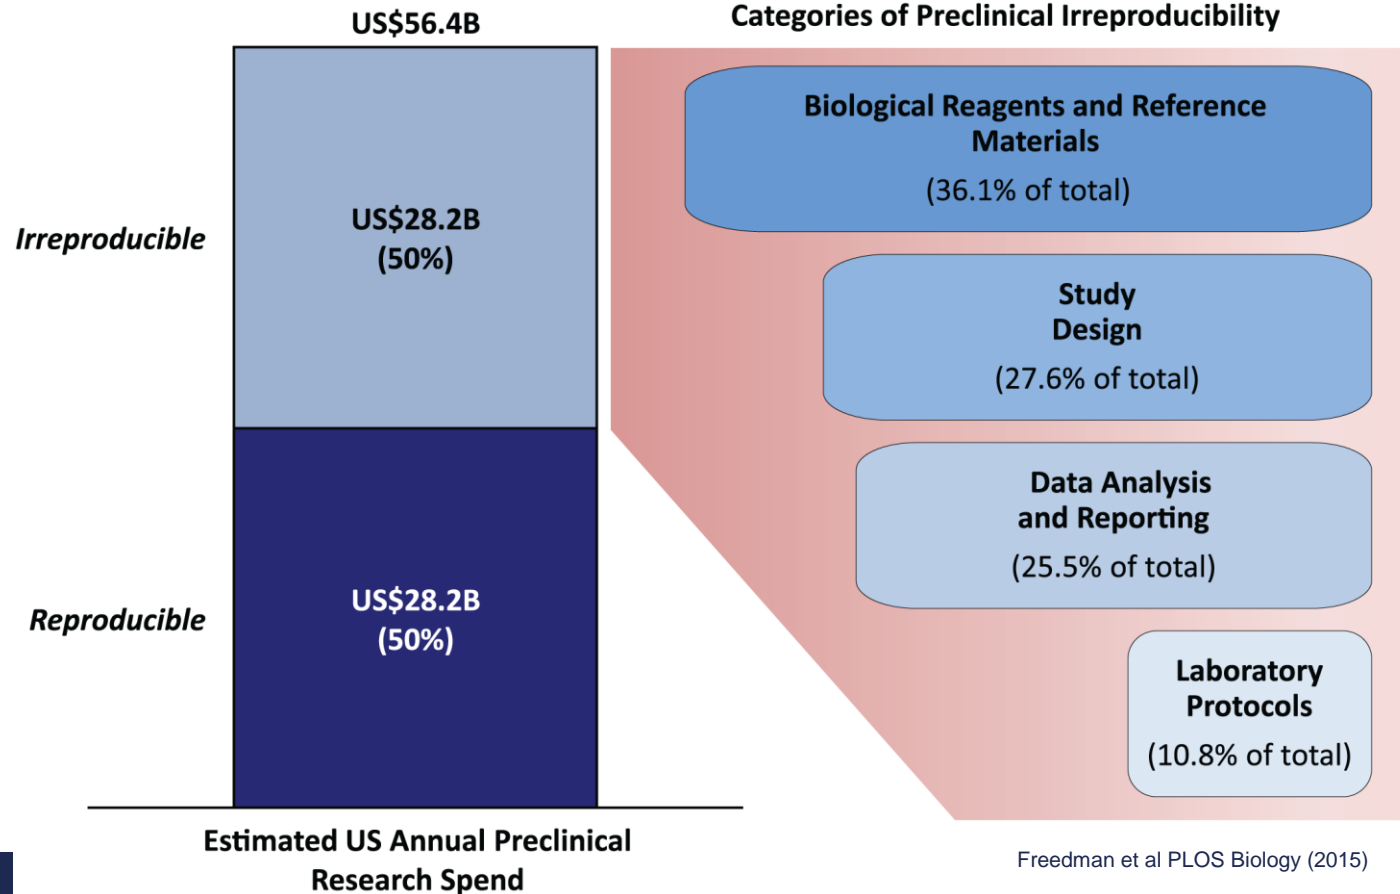 US$56.4B
Irreproducible
US$28.2B
(50%)
Reproducible
US$28.2B
(50%)
Estimated US Annual Preclinical
Research Spend
Categories of Preclinical Irreproducibility
Biological Reagents and Reference
Materials
(36.1% of total)
Study
Design
(27.6% of total)
Data Analysis
and Reporting
(25.5% of total)
Laboratory
Protocols
(10.8% of total)
Freedman et al PLOS Biology (2015)